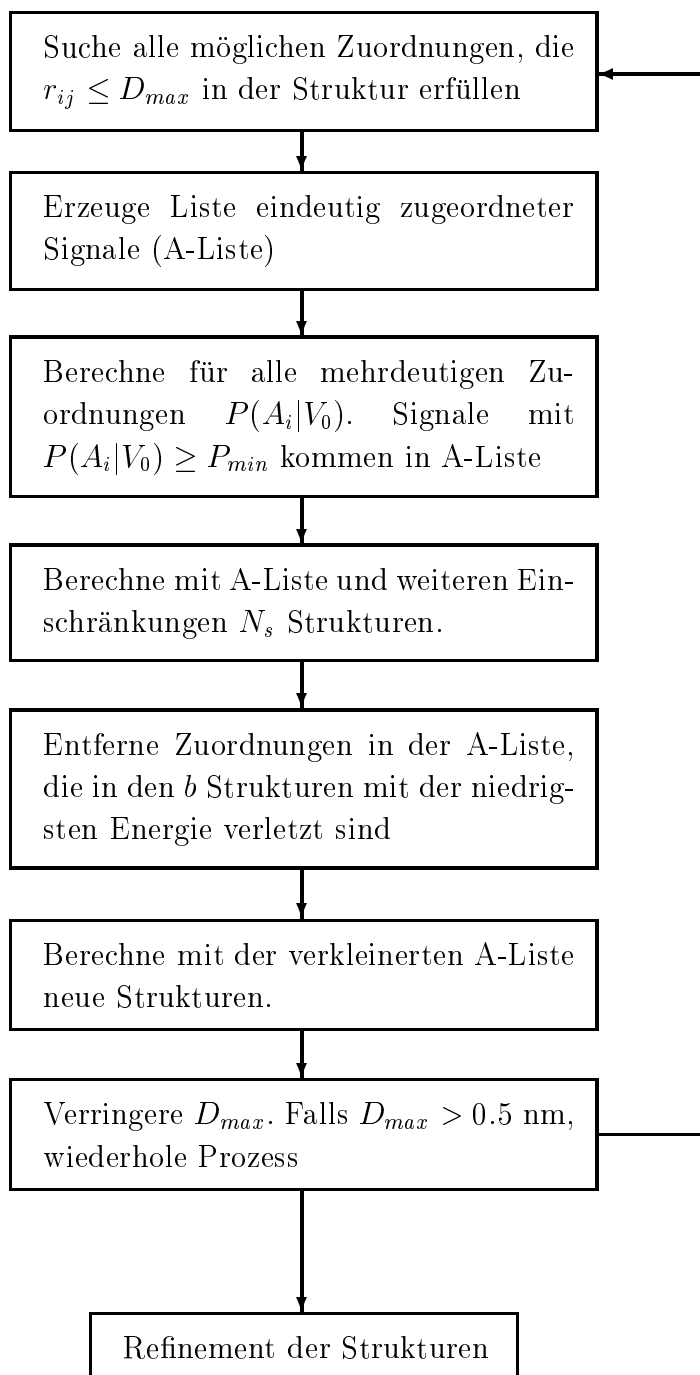 Suche alle möglichen Zuordnungen, die
$r_{ij} \leq D_{max}$ in der Struktur erfüllen
Erzeuge Liste eindeutig zugeordneter
Signale (A-Liste)
Berechne für alle mehrdeutigen Zu-
ordnungen $P(A_i|V_0)$. Signale mit
$P(A_i|V_0) \geq P_{min}$ kommen in A-Liste
Berechne mit A-Liste und weiteren Ein-
schränkungen $N_s$ Strukturen.
Entferne Zuordnungen in der A-Liste,
die in den $b$ Strukturen mit der niedrig-
sten Energie verletzt sind
Berechne mit der verkleinerten A-Liste
neue Strukturen.
Verringere $D_{max}$. Falls $D_{max} > 0.5$ nm,
wiederhole Prozess
Refinement der Strukturen